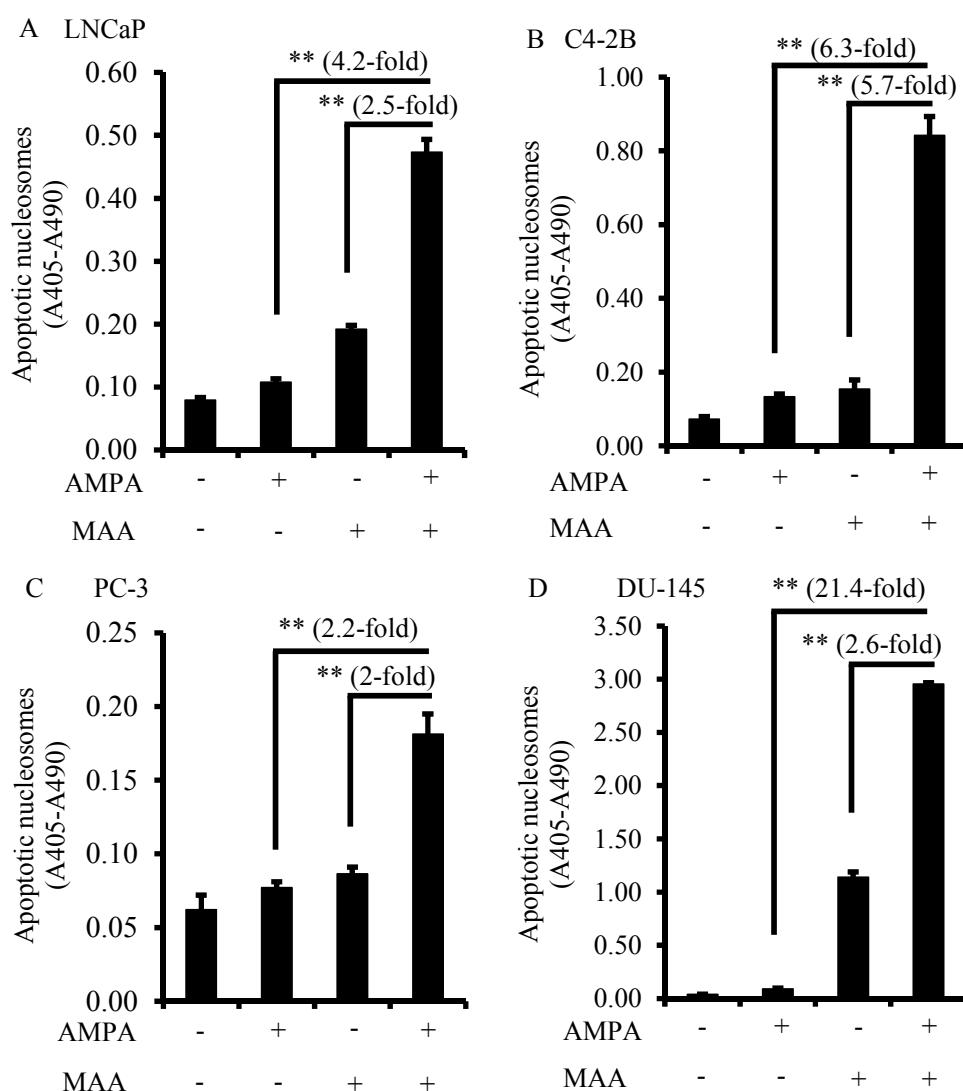 A LNCaP
** (4.2-fold)
** (2.5-fold)
Apoptotic nucleosomes
(A405-A490)
0.60
0.50
0.40
0.30
0.20
0.10
0.00
AMPA - + - +
MAA - - + +
B C4-2B
** (6.3-fold)
** (5.7-fold)
Apoptotic nucleosomes
(A405-A490)
1.00
0.80
0.60
0.40
0.20
0.00
AMPA - + - +
MAA - - + +
C PC-3
** (2.2-fold)
** (2-fold)
Apoptotic nucleosomes
(A405-A490)
0.25
0.20
0.15
0.10
0.05
0.00
AMPA - + - +
MAA - - + +
D DU-145
** (21.4-fold)
** (2.6-fold)
Apoptotic nucleosomes
(A405-A490)
3.50
3.00
2.50
2.00
1.50
1.00
0.50
0.00
AMPA - + - +
MAA - - + +